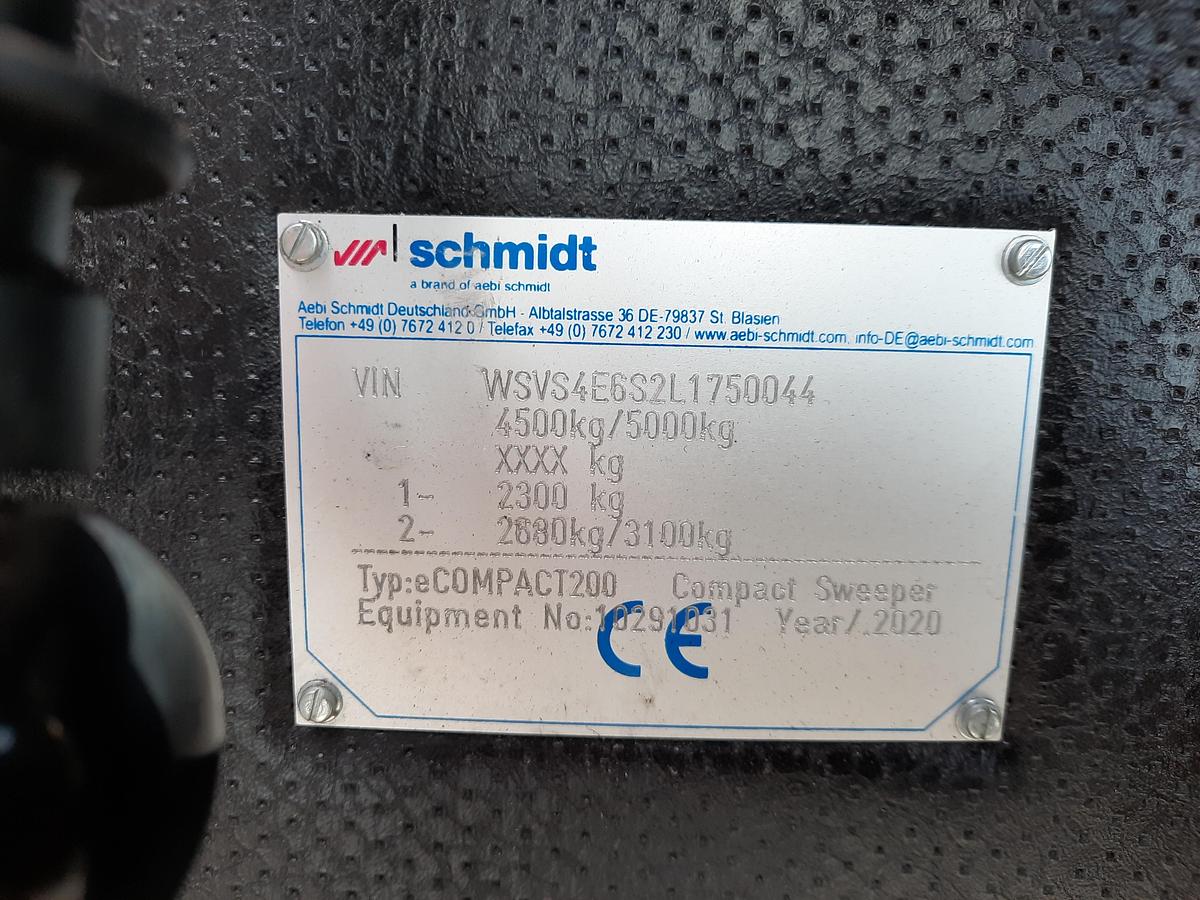 schmidt
a brand of aebi schmidt
Aebi Schmidt Deutschland GmbH - Albtalstrasse 36 DE-79837 St. Blasien
Telefon +49 (0) 7672 412 0 / Telefax +49 (0) 7672 412 230 / www.aebi-schmidt.com, info-DE@aebi-schmidt.com
VIN WSVS4E6S2L1750044
4500kg/5000kg
XXXX kg
1- 2300 kg
2- 2680kg/3100kg
Typ:eCOMPACT200 Compact Sweeper
Equipment No:10291031 Year/.2020
CE